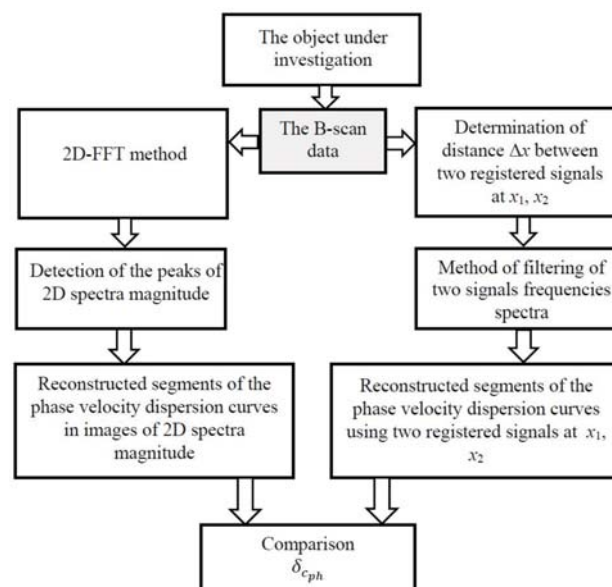 The object under
investigation
The B-scan
data
2D-FFT method
Detection of the peaks of
2D spectra magnitude
Reconstructed segments of the
phase velocity dispersion curves
in images of 2D spectra
magnitude
Determination of
distance Δx between
two registered signals
at x₁, x₂
Method of filtering of
two signals frequencies
spectra
Reconstructed segments of the
phase velocity dispersion curves
using two registered signals at x₁,
x₂
Comparison
δ_{c_{ph}}